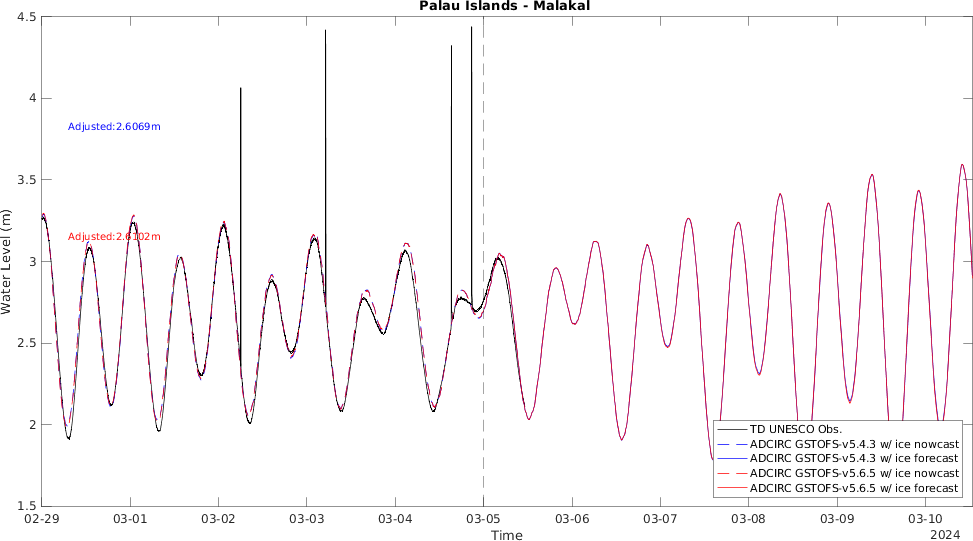 Palau Islands - Malakal
4.5
4
3.5
3
2.5
2
1.5
Water Level (m)
Adjusted:2.6069m
Adjusted:2.6102m
TD UNESCO Obs.
ADCIRC GSTOFS-v5.4.3 w/ ice nowcast
ADCIRC GSTOFS-v5.4.3 w/ ice forecast
ADCIRC GSTOFS-v5.6.5 w/ ice nowcast
ADCIRC GSTOFS-v5.6.5 w/ ice forecast
02-29 03-01 03-02 03-03 03-04 03-05 03-06 03-07 03-08 03-09 03-10
Time
2024